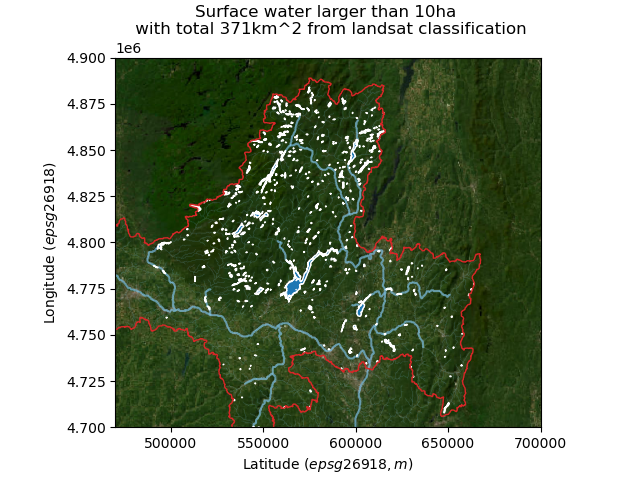 Surface water larger than 10ha
with total 371km^2 from landsat classification
1e6
4.900
4.875
4.850
4.825
4.800
4.775
4.750
4.725
4.700
Longitude (epsg26918)
500000 550000 600000 650000 700000
Latitude (epsg26918, m)